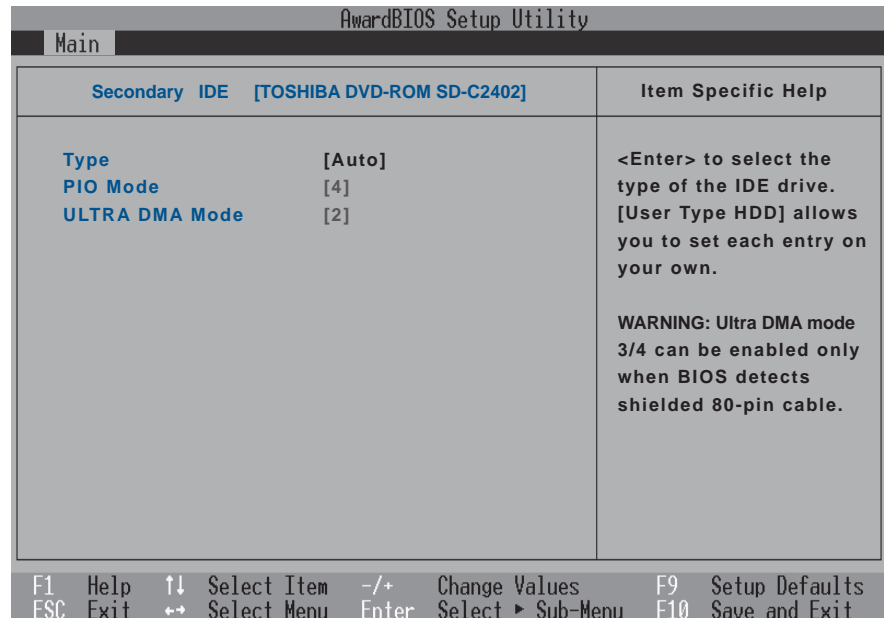 AwardBIOS Setup Utility
Main
Secondary IDE [TOSHIBA DVD-ROM SD-C2402]
Item Specific Help
Type [Auto]
PIO Mode [4]
ULTRA DMA Mode [2]
<Enter> to select the
type of the IDE drive.
[User Type HDD] allows
you to set each entry on
your own.
WARNING: Ultra DMA mode
3/4 can be enabled only
when BIOS detects
shielded 80-pin cable.
F1 Help ↑↓ Select Item -/+ Change Values F9 Setup Defaults
ESC Exit ←→ Select Menu Enter Select ▸ Sub-Menu F10 Save and Exit